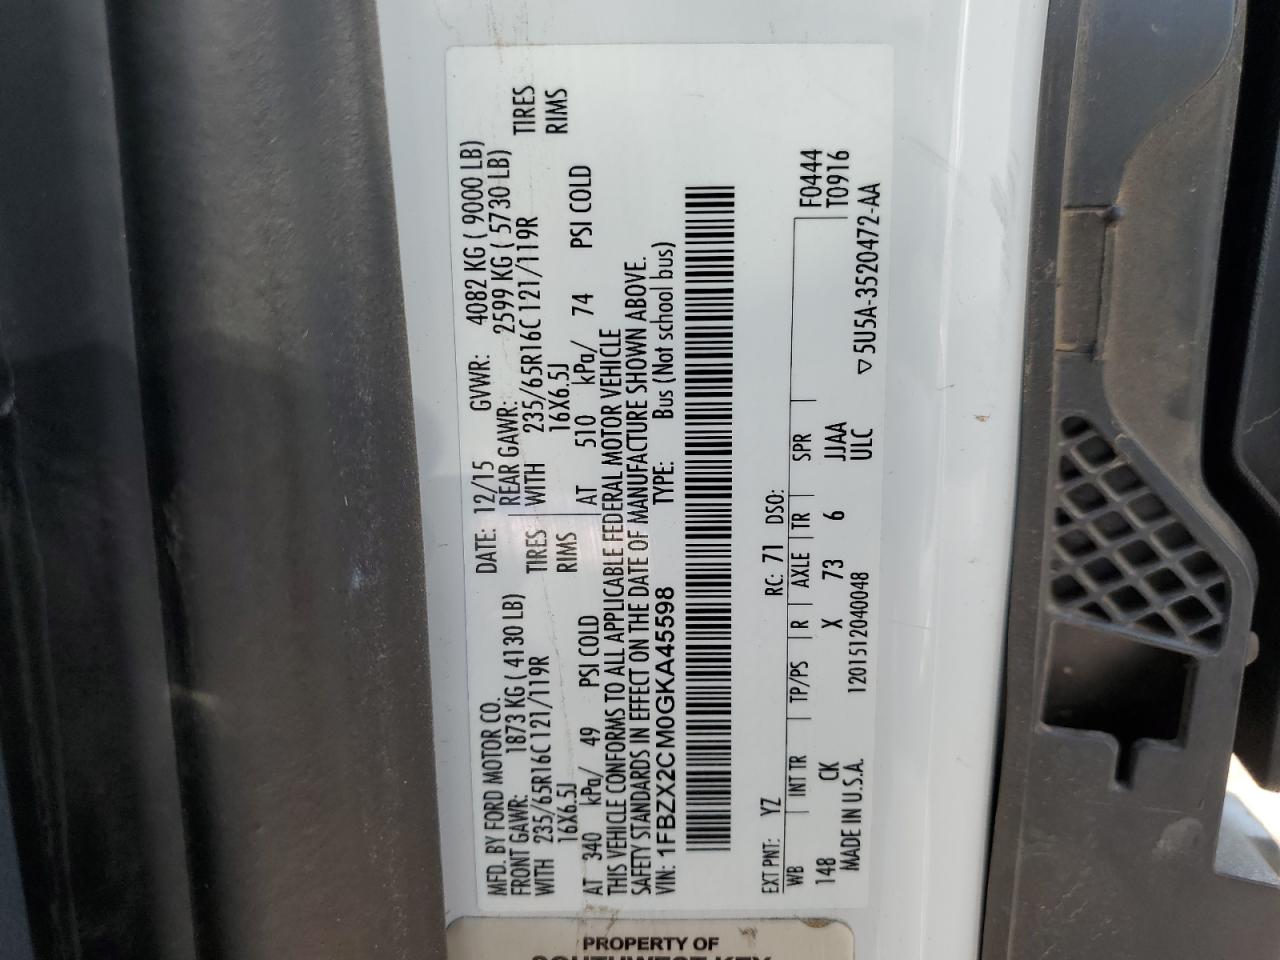 MFD. BY FORD MOTOR CO. DATE: 12/15 GVWR: 4082 KG ( 9000 LB)
FRONT GAWR: 1873 KG ( 4130 LB) REAR GAWR: 2599 KG ( 5730 LB)
WITH 235/65R16C 121/119R TIRES WITH 235/65R16C 121/119R TIRES
16X6.5J RIMS 16X6.5J RIMS
AT 340 kPa/ 49 PSI COLD AT 510 kPa/ 74 PSI COLD
THIS VEHICLE CONFORMS TO ALL APPLICABLE FEDERAL MOTOR VEHICLE
SAFETY STANDARDS IN EFFECT ON THE DATE OF MANUFACTURE SHOWN ABOVE.
VIN: 1FBZX2CM0GKA45598 TYPE: Bus (Not school bus)
EXT PNT: YZ RC: 71 DSO:
WB INT TR TP/PS R AXLE TR SPR F0444
148 CK X 73 6 JJAA T0916
MADE IN U.S.A. 1201512040048 ULC ▽ 5U5A-3520472-AA
PROPERTY OF
SOUTHWEST KEY